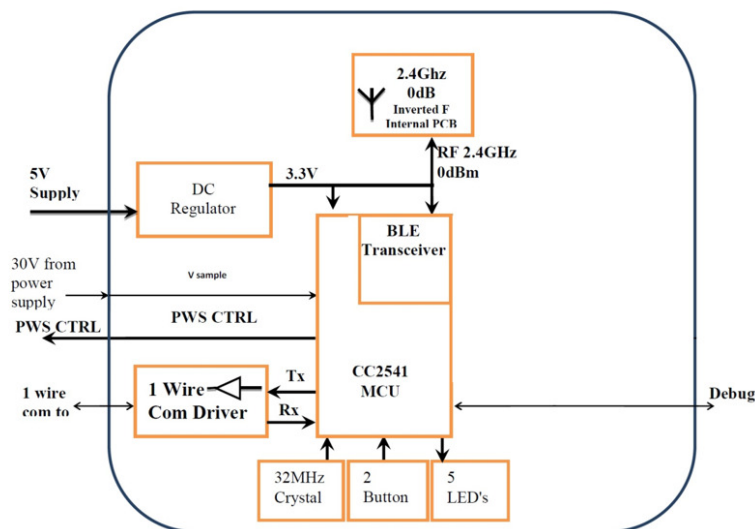 2.4Ghz
0dB
Inverted F
Internal PCB
RF 2.4GHz
0dBm
5V
Supply
3.3V
DC
Regulator
BLE
Transceiver
30V from
power
supply
V sample
PWS CTRL
PWS CTRL
1 wire
com to
1 Wire
Com Driver
Tx
Rx
CC2541
MCU
Debug
32MHz
Crystal
2
Button
5
LED's